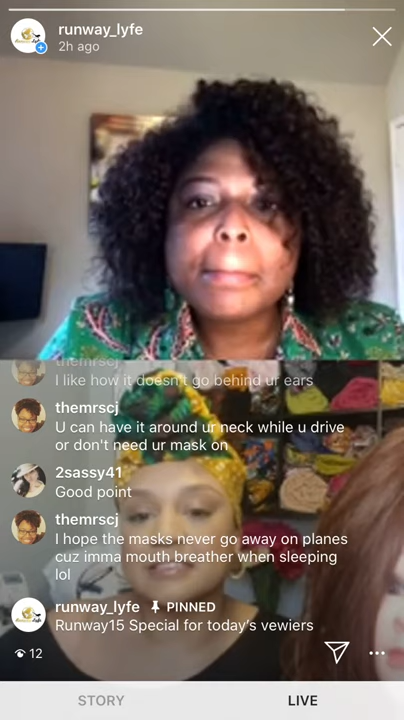 runway_lyfe
2h ago
themrscj
I like how it doesn't go behind ur ears
themrscj
U can have it around ur neck while u drive
or don't need ur mask on
2sassy41
Good point
themrscj
I hope the masks never go away on planes
cuz imma mouth breather when sleeping
lol
runway_lyfe PINNED
Runway15 Special for today's vewiers
12
STORY LIVE